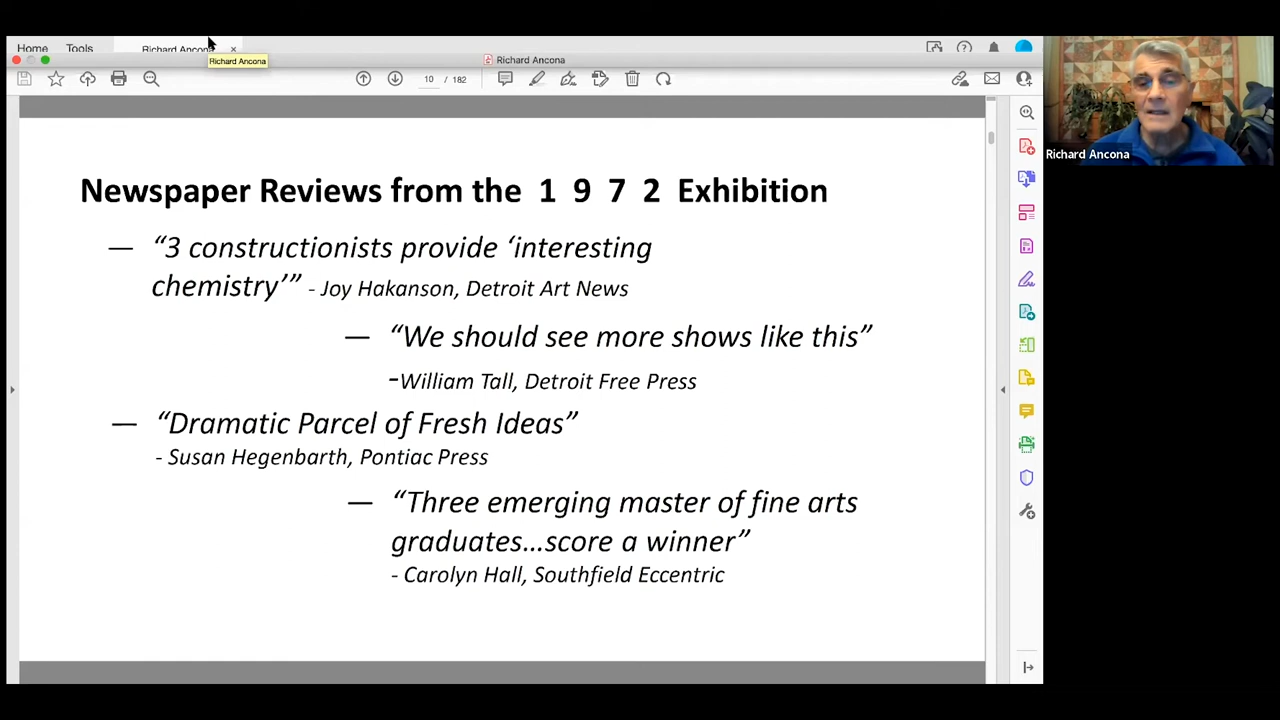 Home
Tools
Richard Ancona
Richard Ancona
Richard Ancona
10 / 182
Richard Ancona
Newspaper Reviews from the 1 9 7 2 Exhibition
— “3 constructionists provide ‘interesting
chemistry’” - Joy Hakanson, Detroit Art News
— “We should see more shows like this”
-William Tall, Detroit Free Press
— “Dramatic Parcel of Fresh Ideas”
- Susan Hegenbarth, Pontiac Press
— “Three emerging master of fine arts
graduates...score a winner”
- Carolyn Hall, Southfield Eccentric